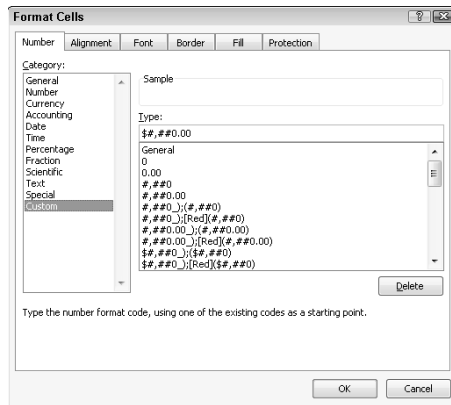 Format Cells
Number Alignment Font Border Fill Protection
Category:
General
Number
Currency
Accounting
Date
Time
Percentage
Fraction
Scientific
Text
Special
Custom
Sample
Type:
$#,##0.00
General
0
0.00
#,##0
#,##0.00
#,##0_);(#,##0)
#,##0_);[Red](#,##0)
#,##0.00_);(#,##0.00)
#,##0.00_);[Red](#,##0.00)
$#,##0_);($#,##0)
$#,##0_);[Red]($#,##0)
Delete
Type the number format code, using one of the existing codes as a starting point.
OK Cancel